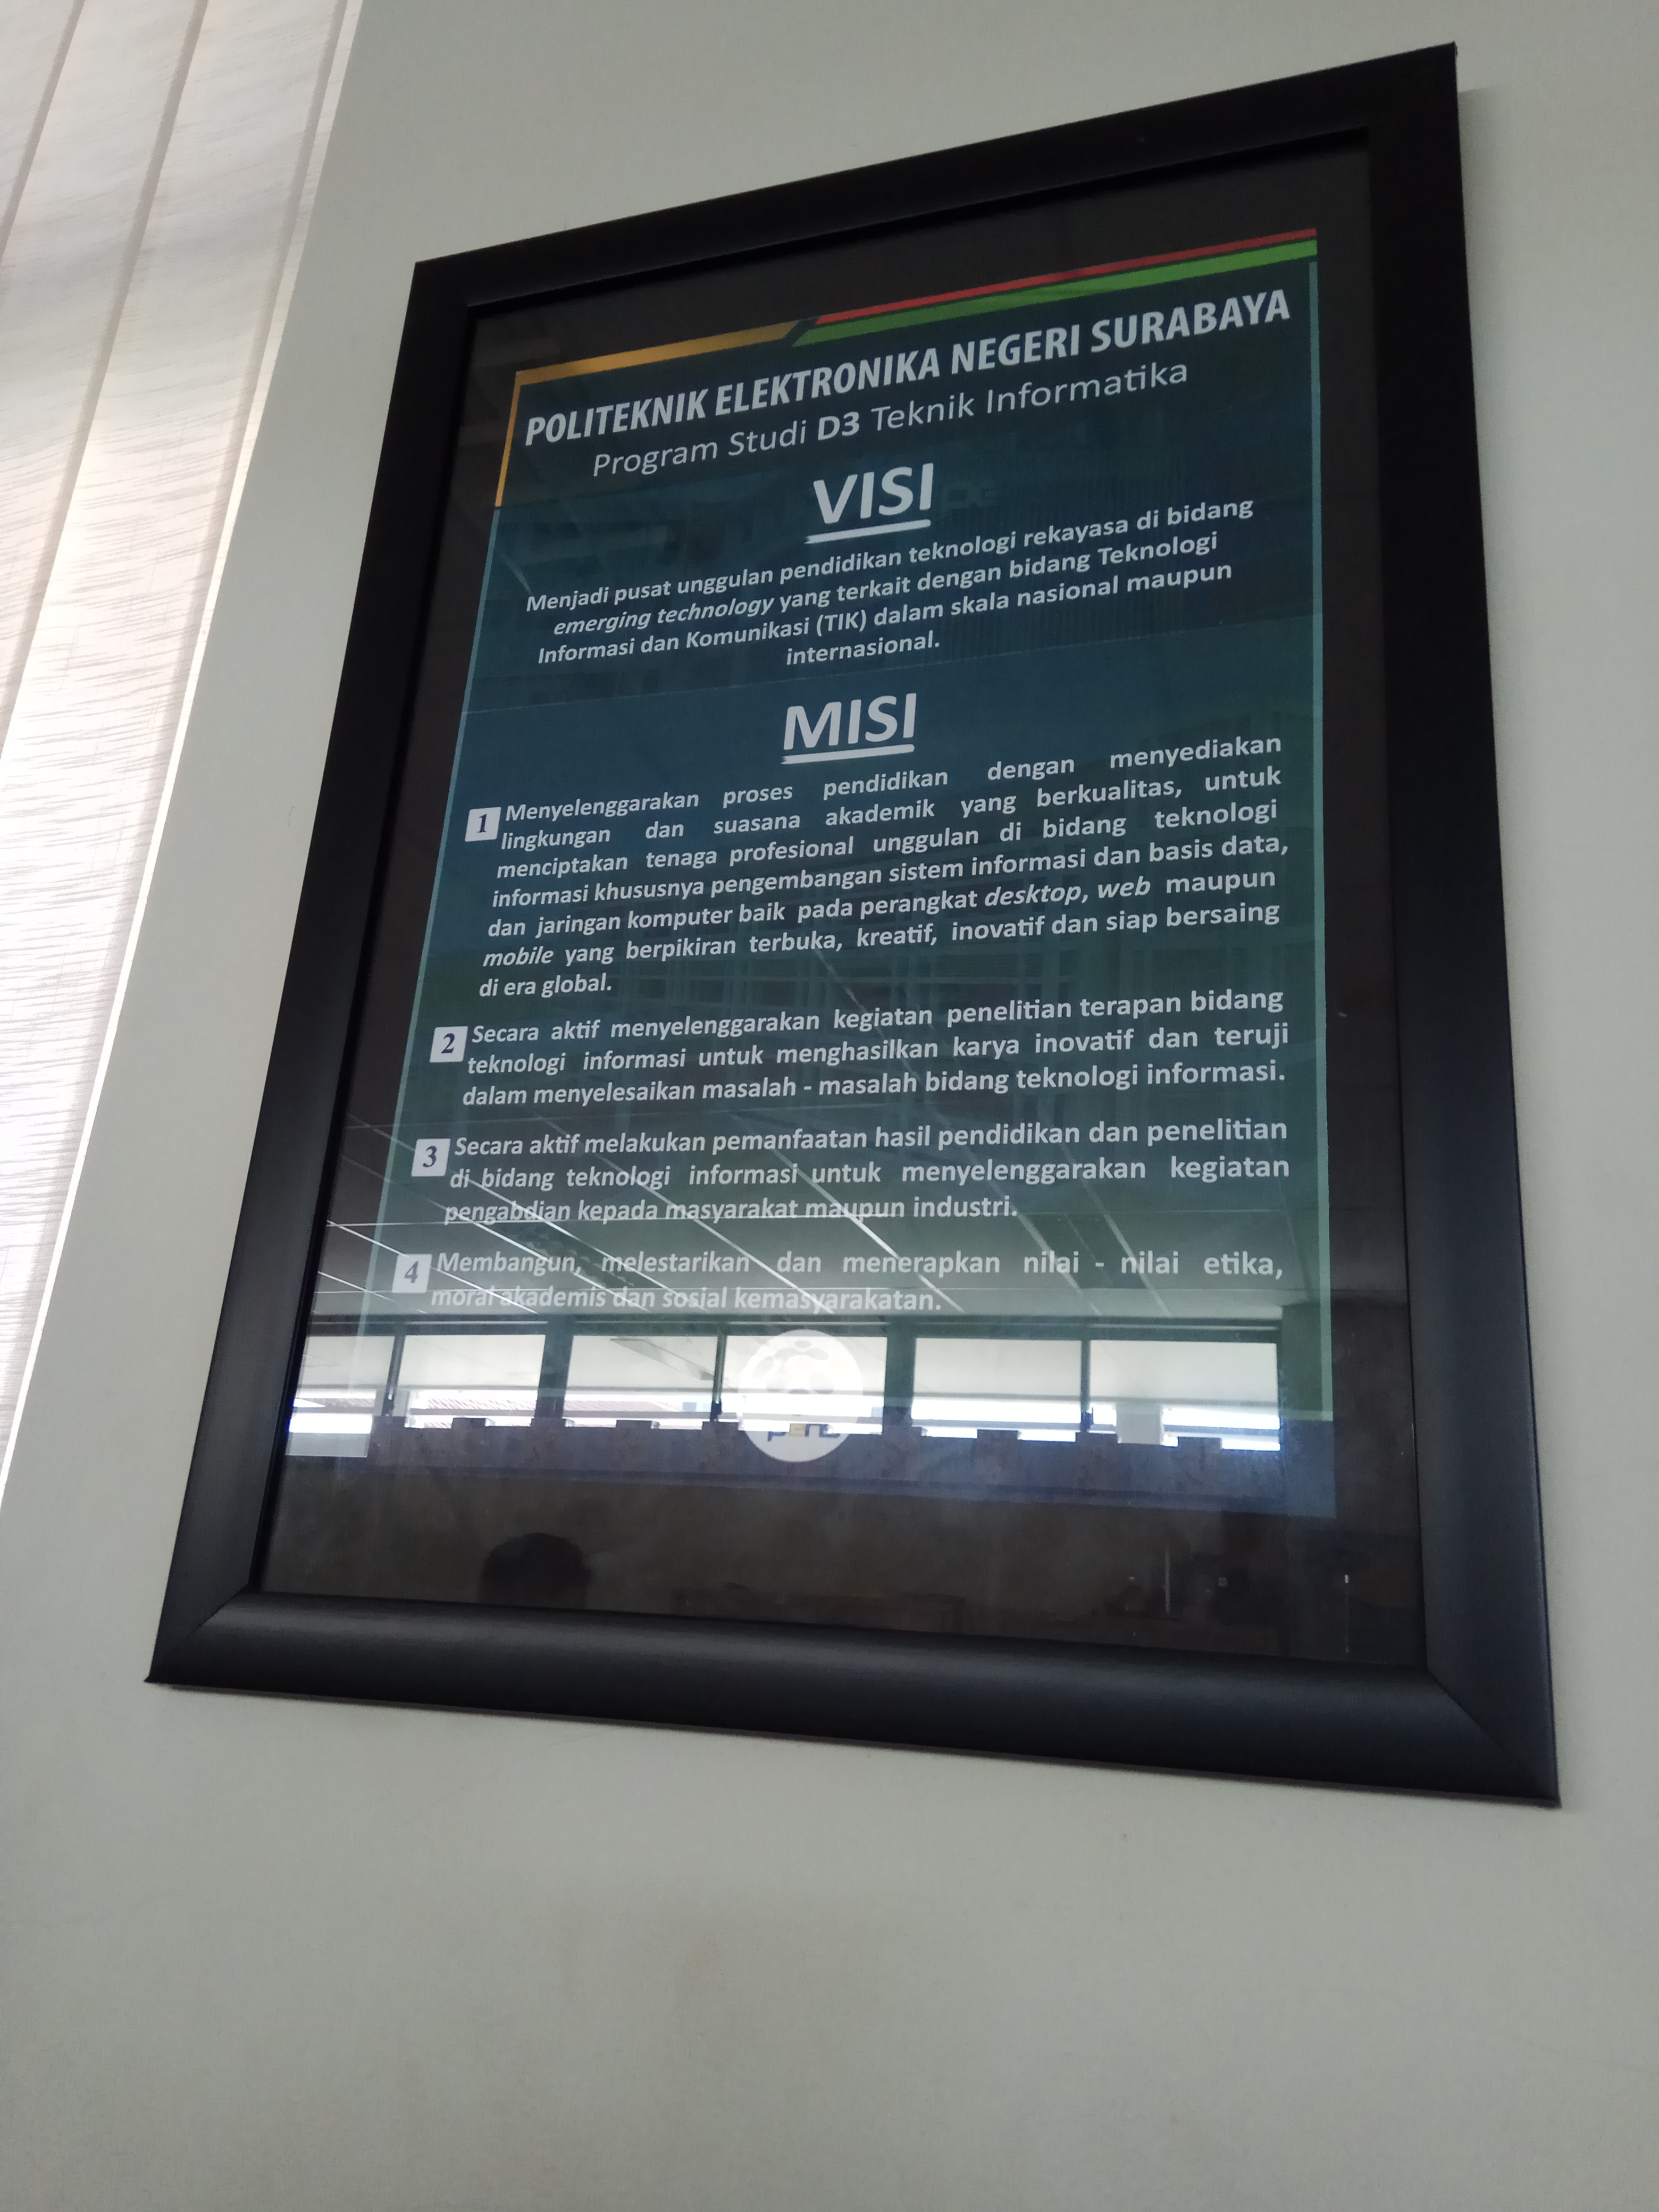 POLITEKNIK ELEKTRONIKA NEGERI SURABAYA
Program Studi D3 Teknik Informatika
VISI
Menjadi pusat unggulan pendidikan teknologi rekayasa di bidang
emerging technology yang terkait dengan bidang Teknologi
Informasi dan Komunikasi (TIK) dalam skala nasional maupun
internasional.
MISI
1 Menyelenggarakan proses pendidikan dengan menyediakan
lingkungan dan suasana akademik yang berkualitas, untuk
menciptakan tenaga profesional unggulan di bidang teknologi
informasi khususnya pengembangan sistem informasi dan basis data,
dan jaringan komputer baik pada perangkat desktop, web maupun
mobile yang berpikiran terbuka, kreatif, inovatif dan siap bersaing
di era global.
2 Secara aktif menyelenggarakan kegiatan penelitian terapan bidang
teknologi informasi untuk menghasilkan karya inovatif dan teruji
dalam menyelesaikan masalah - masalah bidang teknologi informasi.
3 Secara aktif melakukan pemanfaatan hasil pendidikan dan penelitian
di bidang teknologi informasi untuk menyelenggarakan kegiatan
pengabdian kepada masyarakat maupun industri.
4 Membangun, melestarikan dan menerapkan nilai - nilai etika,
moral akademis dan sosial kemasyarakatan.